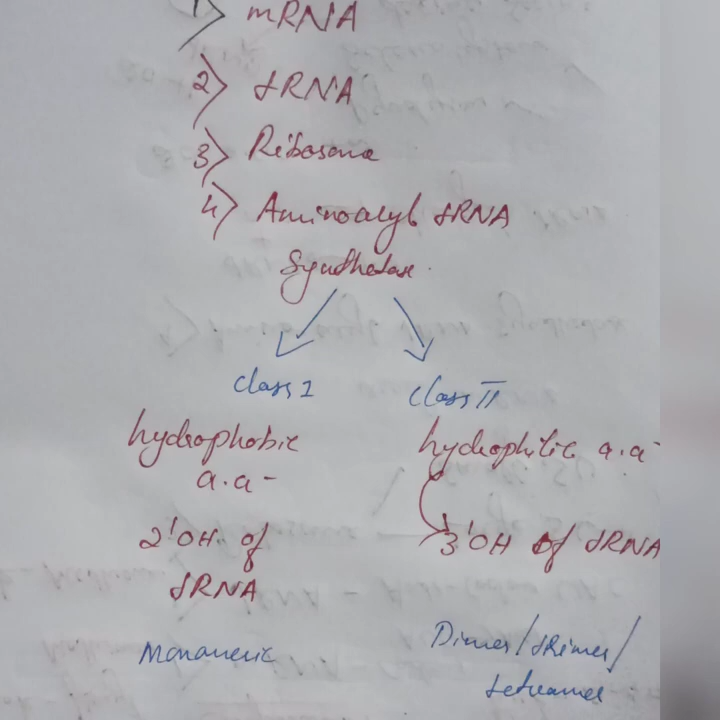 1) mRNA
2) tRNA
3) Ribosome
4) Aminoacyl tRNA
Synthetase
Class I Class II
hydrophobic hydrophilic a.a-
a.a-
2'OH of 3'OH of tRNA
tRNA
Monomeric Dimer/trimer/
tetramer